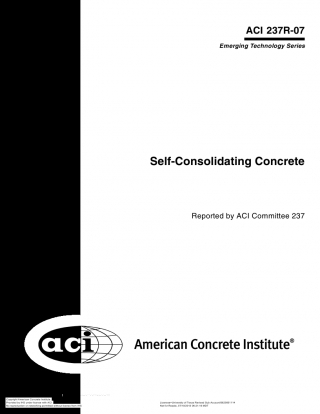 ACI 237R-07
Emerging Technology Series
Self-Consolidating Concrete
Reported by ACI Committee 237
aci
American Concrete Institute®